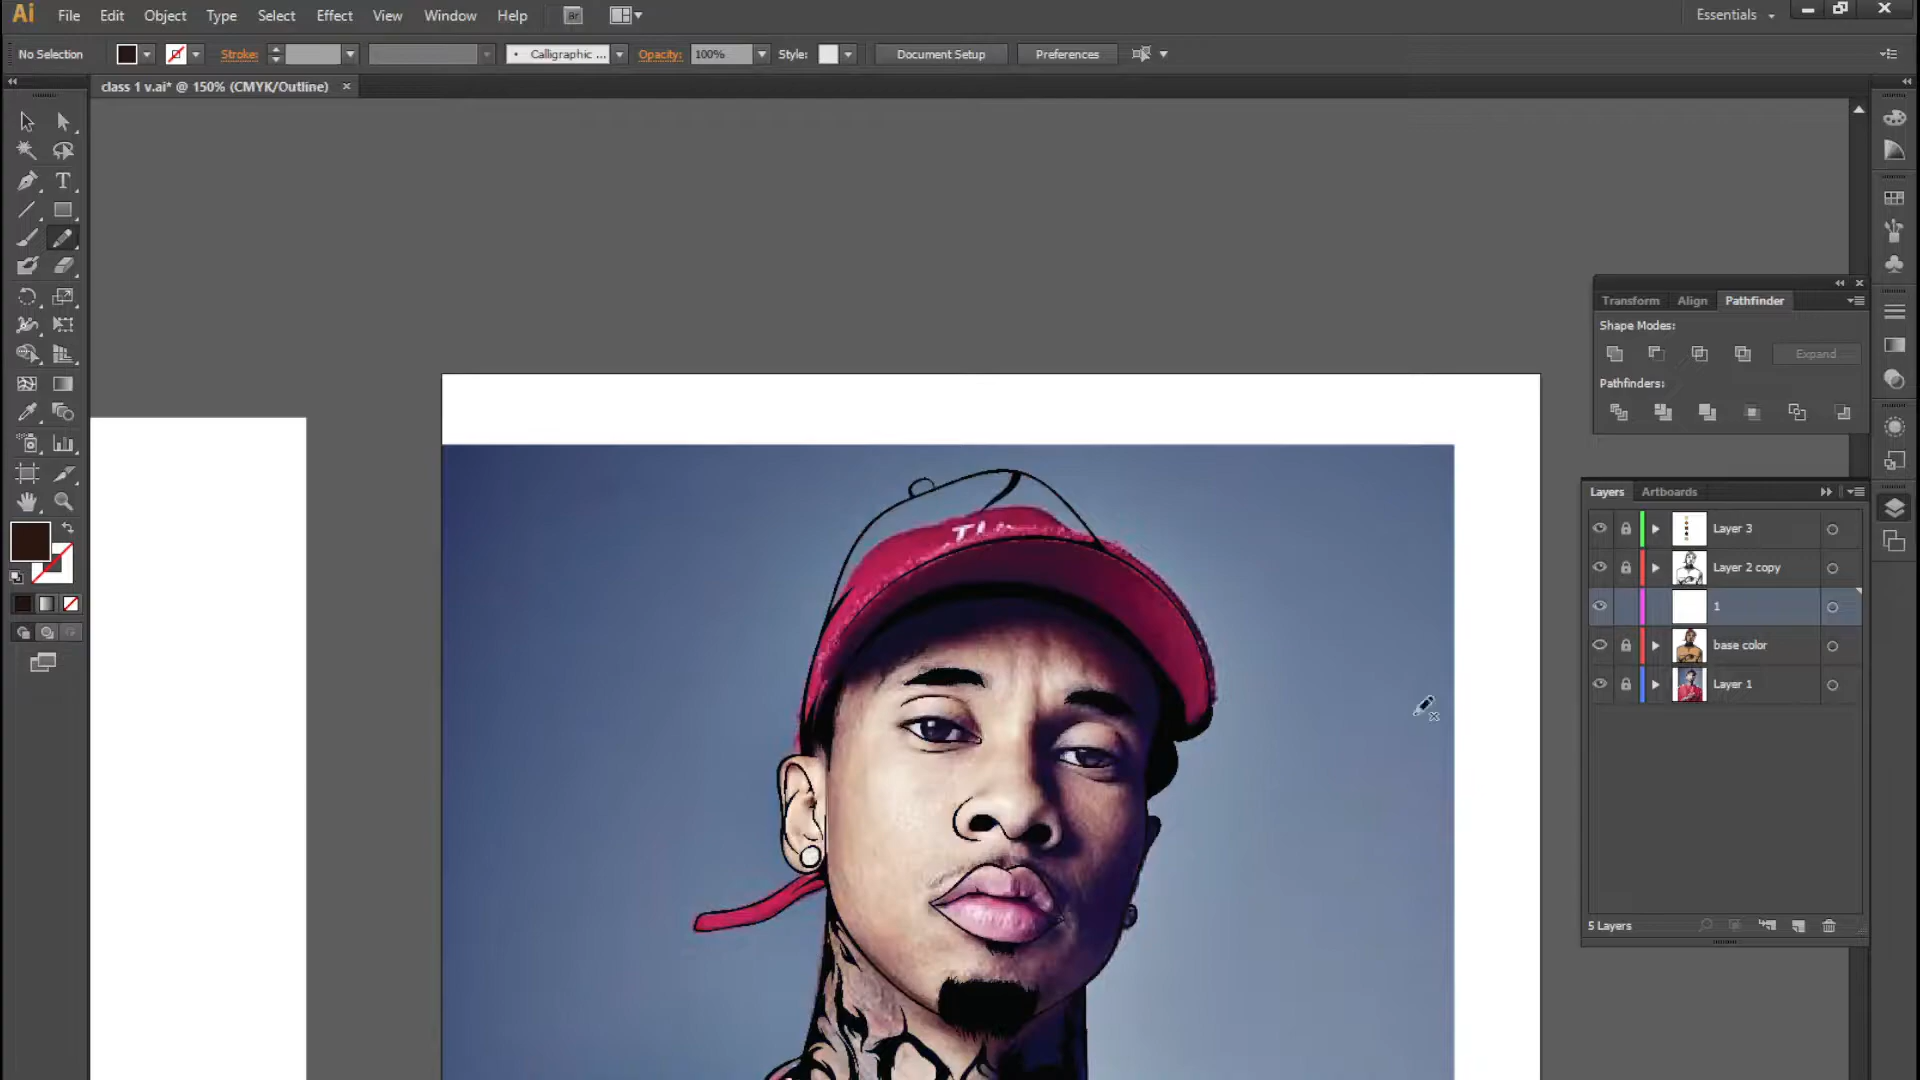 Ai File Edit Object Type Select Effect View Window Help Br Essentials
No Selection Stroke: Calligraphic ... Opacity: 100% Style: Document Setup Preferences
class 1 v.ai* @ 150% (CMYK/Outline)
T
Transform Align Pathfinder
Shape Modes:
Expand
Pathfinders:
Layers Artboards
Layer 3
Layer 2 copy
1
base color
Layer 1
5 Layers